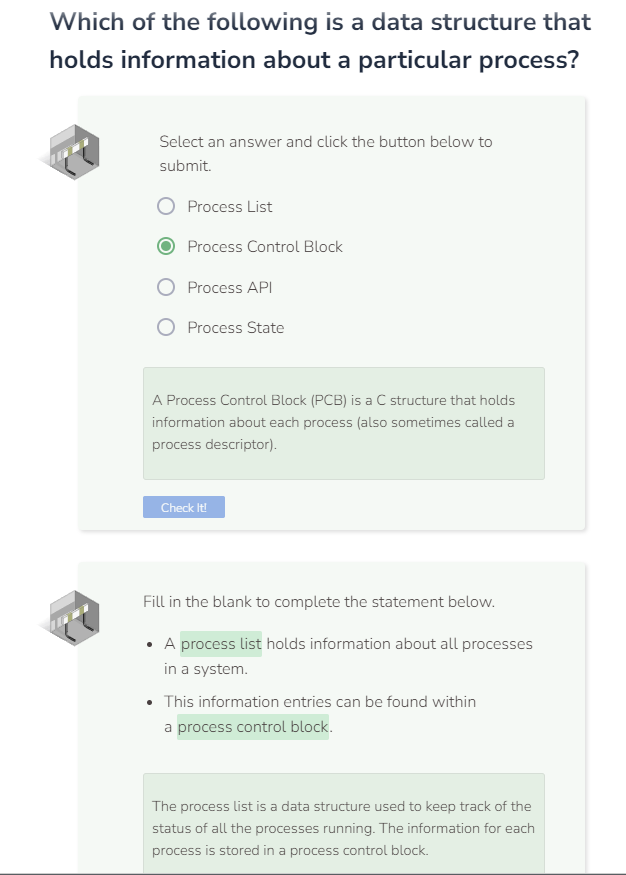 Which of the following is a data structure that
holds information about a particular process?
Select an answer and click the button below to
submit.
Process List
Process Control Block
Process API
Process State
A Process Control Block (PCB) is a C structure that holds
information about each process (also sometimes called a
process descriptor).
Check It!
Fill in the blank to complete the statement below.
• A process list holds information about all processes
in a system.
• This information entries can be found within
a process control block.
The process list is a data structure used to keep track of the
status of all the processes running. The information for each
process is stored in a process control block.